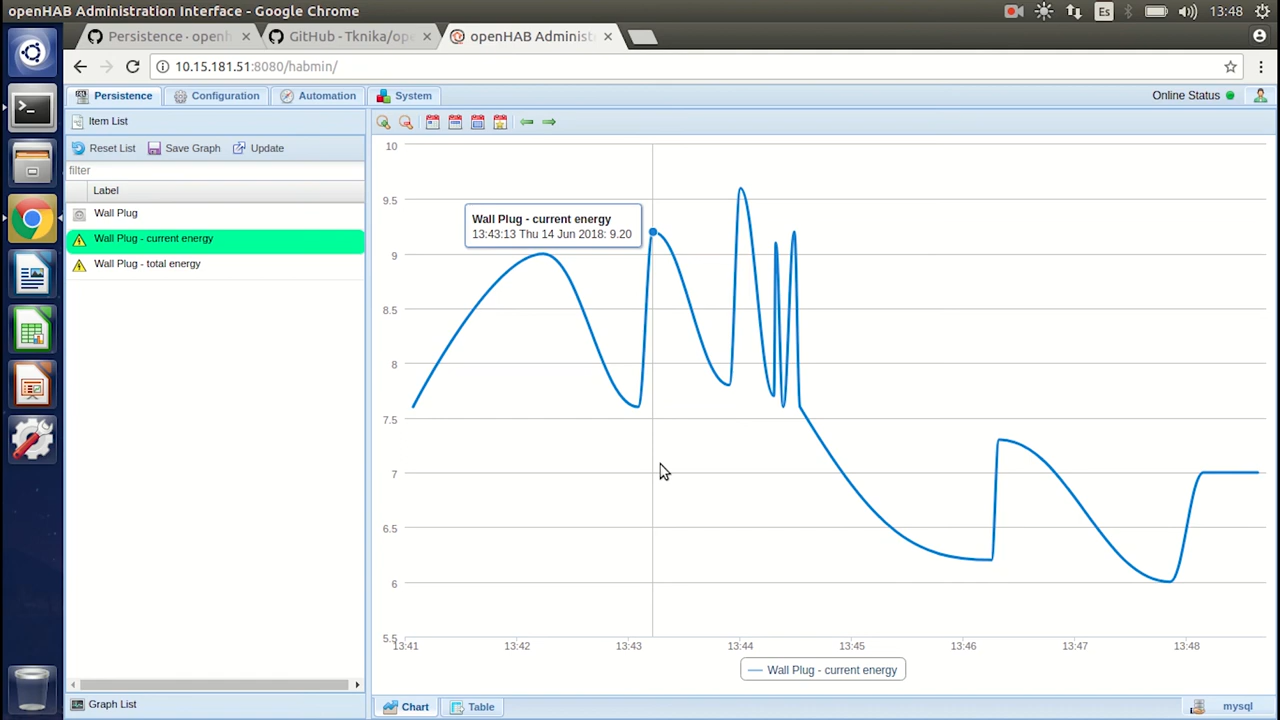 openHAB Administration Interface - Google Chrome
Es
13:48
Persistence · openh
GitHub - Tknika/ope
openHAB Administ
10.15.181.51:8080/habmin/
Persistence
Configuration
Automation
System
Online Status
Item List
Reset List
Save Graph
Update
filter
Label
Wall Plug
Wall Plug - current energy
Wall Plug - total energy
Graph List
10
9.5
9
8.5
8
7.5
7
6.5
6
5.5
Wall Plug - current energy
13:43:13 Thu 14 Jun 2018: 9.20
13:41
13:42
13:43
13:44
13:45
13:46
13:47
13:48
Wall Plug - current energy
Chart
Table
mysql